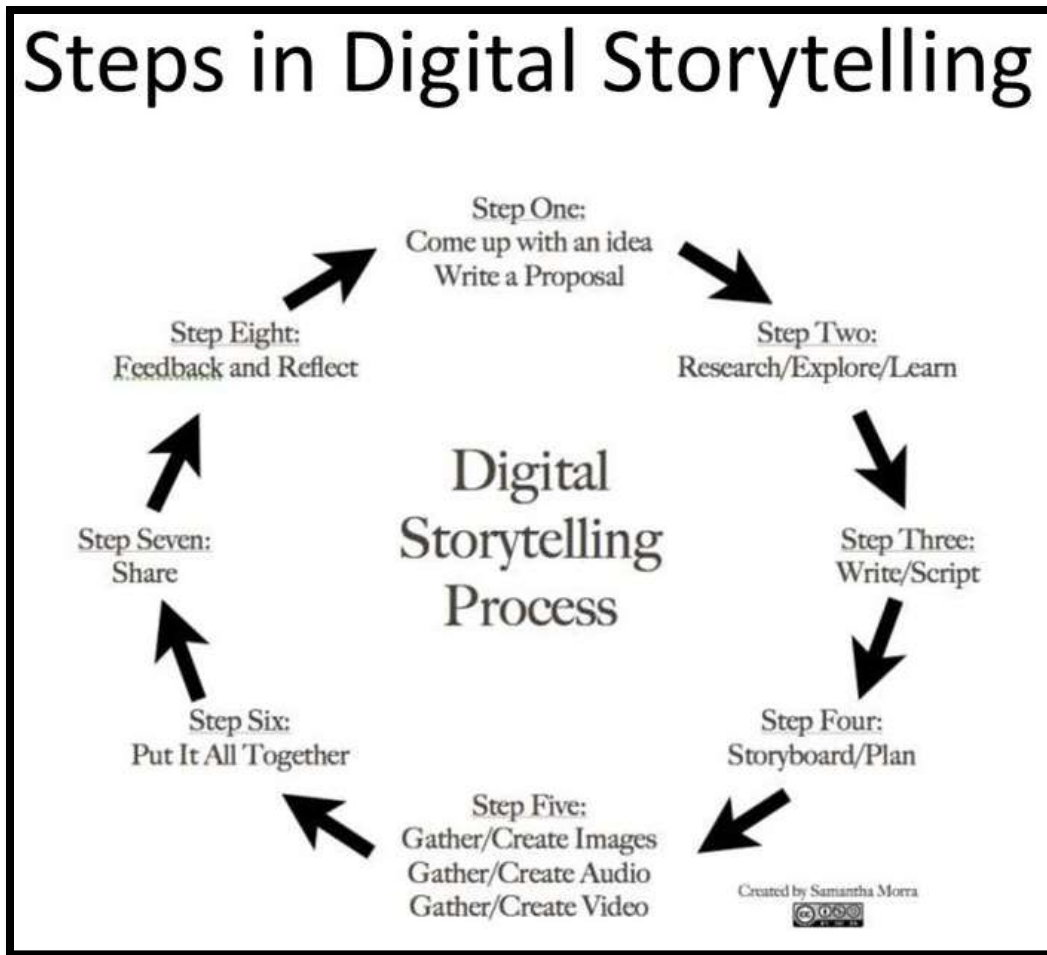 Steps in Digital Storytelling
Step One:
Come up with an idea
Write a Proposal
Step Two:
Research/Explore/Learn
Step Three:
Write/Script
Step Four:
Storyboard/Plan
Step Five:
Gather/Create Images
Gather/Create Audio
Gather/Create Video
Step Six:
Put It All Together
Step Seven:
Share
Step Eight:
Feedback and Reflect
Digital
Storytelling
Process
Created by Samantha Morra
cc